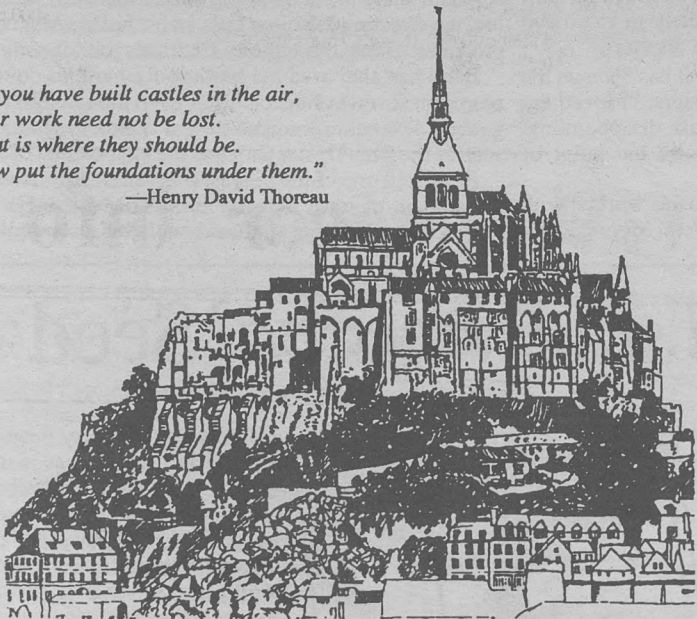 you have built castles in the air,
r work need not be lost.
t is where they should be.
w put the foundations under them.”
—Henry David Thoreau